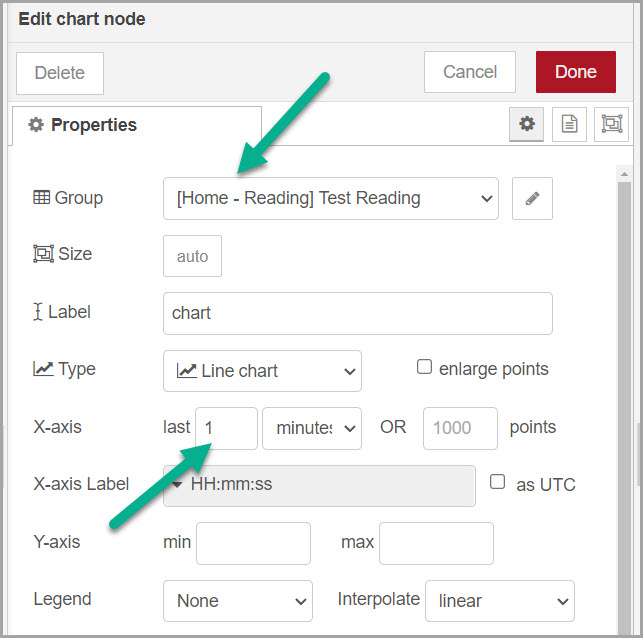 Edit chart node
Delete Cancel Done
Properties
Group [Home - Reading] Test Reading
Size auto
Label chart
Type Line chart enlarge points
X-axis last 1 minutes OR 1000 points
X-axis Label HH:mm:ss as UTC
Y-axis min max
Legend None Interpolate linear